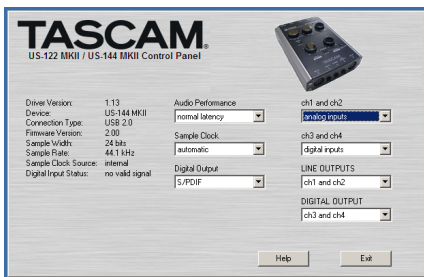 TASCAM.
US-122 MKII / US-144 MKII Control Panel
Driver Version: 1.13
Device: US-144 MKII
Connection Type: USB 2.0
Firmware Version: 2.00
Sample Width: 24 bits
Sample Rate: 44.1 kHz
Sample Clock Source: internal
Digital Input Status: no valid signal
Audio Performance
normal latency
Sample Clock
automatic
Digital Output
S/PDIF
ch1 and ch2
analog inputs
ch3 and ch4
digital inputs
LINE OUTPUTS
ch1 and ch2
DIGITAL OUTPUT
ch3 and ch4
Help
Exit